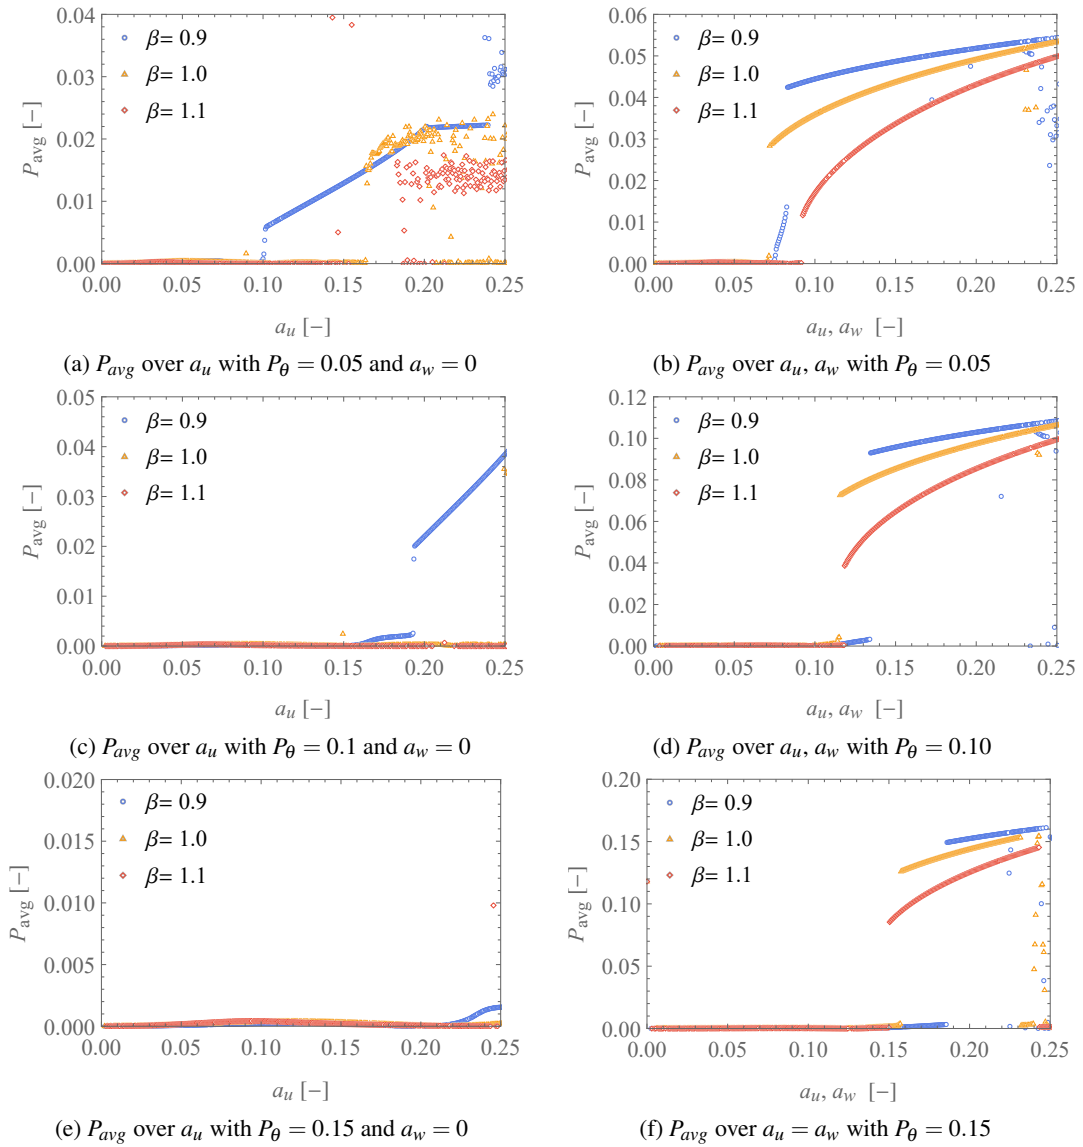 0.04
0.03
0.02
0.01
0.00
0.00 0.05 0.10 0.15 0.20 0.25
P_avg [−]
a_u [−]
β= 0.9
β= 1.0
β= 1.1
(a) P_avg over a_u with P_θ = 0.05 and a_w = 0
0.06
0.05
0.04
0.03
0.02
0.01
0.00
0.00 0.05 0.10 0.15 0.20 0.25
P_avg [−]
a_u, a_w [−]
β= 0.9
β= 1.0
β= 1.1
(b) P_avg over a_u, a_w with P_θ = 0.05
0.05
0.04
0.03
0.02
0.01
0.00
0.00 0.05 0.10 0.15 0.20 0.25
P_avg [−]
a_u [−]
β= 0.9
β= 1.0
β= 1.1
(c) P_avg over a_u with P_θ = 0.1 and a_w = 0
0.12
0.10
0.08
0.06
0.04
0.02
0.00
0.00 0.05 0.10 0.15 0.20 0.25
P_avg [−]
a_u, a_w [−]
β= 0.9
β= 1.0
β= 1.1
(d) P_avg over a_u, a_w with P_θ = 0.10
0.020
0.015
0.010
0.005
0.000
0.00 0.05 0.10 0.15 0.20 0.25
P_avg [−]
a_u [−]
β= 0.9
β= 1.0
β= 1.1
(e) P_avg over a_u with P_θ = 0.15 and a_w = 0
0.20
0.15
0.10
0.05
0.00
0.00 0.05 0.10 0.15 0.20 0.25
P_avg [−]
a_u, a_w [−]
β= 0.9
β= 1.0
β= 1.1
(f) P_avg over a_u = a_w with P_θ = 0.15